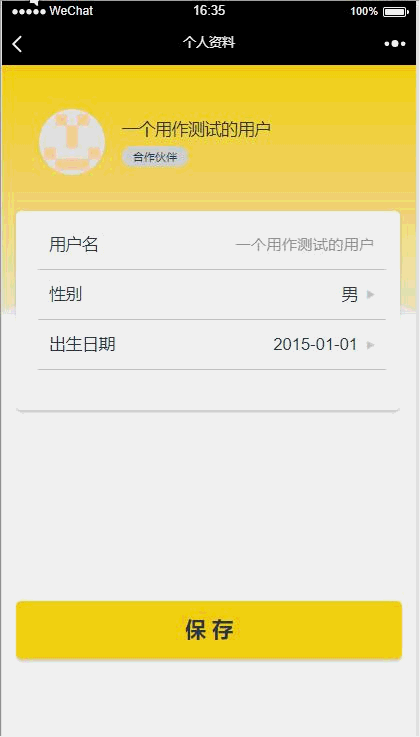 WeChat 16:35 100%
个人资料
一个用作测试的用户
合作伙伴
用户名 一个用作测试的用户
性别 男
出生日期 2015-01-01
保存